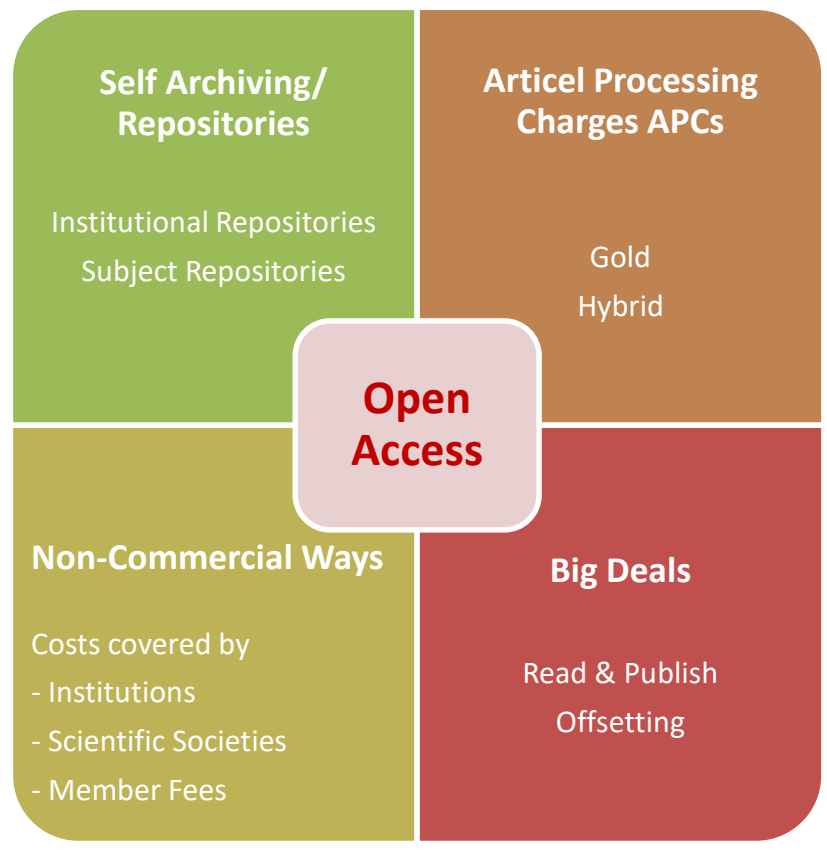 Self Archiving/
Repositories
Institutional Repositories
Subject Repositories
Articel Processing
Charges APCs
Gold
Hybrid
Open
Access
Non-Commercial Ways
Costs covered by
- Institutions
- Scientific Societies
- Member Fees
Big Deals
Read & Publish
Offsetting